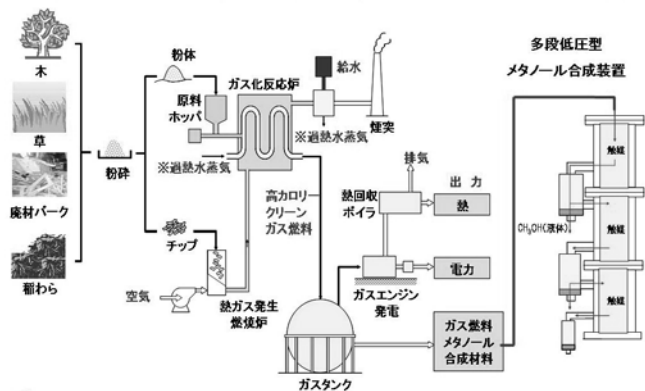 木
草
廃材バーク
稲わら
粉砕
粉体
原料
ホッパ
ガス化反応炉
給水
※過熱水蒸気
煙突
※過熱水蒸気
チップ
空気
熱ガス発生
燃焼炉
高カロリー
クリーン
ガス燃料
排気
熱回収
ボイラ
出力
熱
電力
ガスエンジン
発電
ガスタンク
ガス燃料
メタノール
合成材料
多段低圧型
メタノール合成装置
触媒
CH₃OH(液体)
触媒
触媒